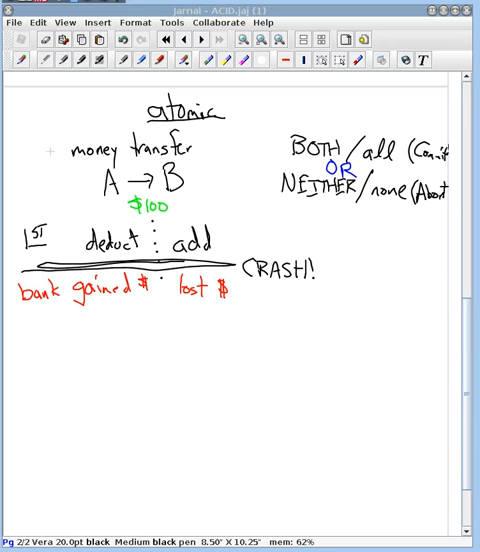 jarnal - ACID.jaj (1)
File Edit View Insert Format Tools Collaborate Help
T
atomic
money transfer
A → B
$100
BOTH / all (Commit
OR
NEITHER / none (Abort
1ST deduct add
CRASH!
bank gained $ lost $
Pg 2/2 Vera 20.0pt black Medium black pen 8.50" X 10.25" mem: 62%